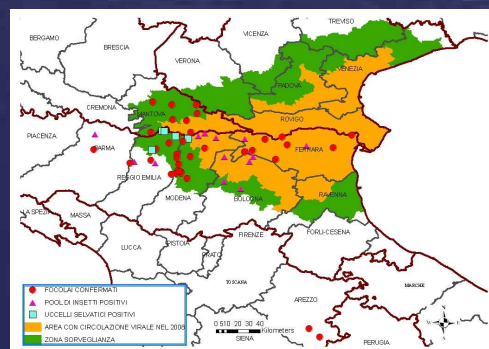 TREVISO
BERGAMO
BRESCIA
VICENZA
VERONA
VENEZIA
PADOVA
CREMONA
MANTOVA
ROVIGO
PIACENZA
PARMA
FERRARA
REGGIO EMILIA
MODENA
BOLOGNA
RAVENNA
LA SPEZIA
MASSA
FORLI-CESENA
LUCCA
PISTOIA
FIRENZE
PRATO
TOSCANA
MARCHE
AREZZO
SIENA
PERUGIA
FOCOLAI CONFERMATI
POOL DI INSETTI POSITIVI
UCCELLI SELVATICI POSITIVI
AREA CON CIRCOLAZIONE VIRALE NEL 2008
ZONA SORVEGLIANZA
0 5 10 20 30 40
Kilometers